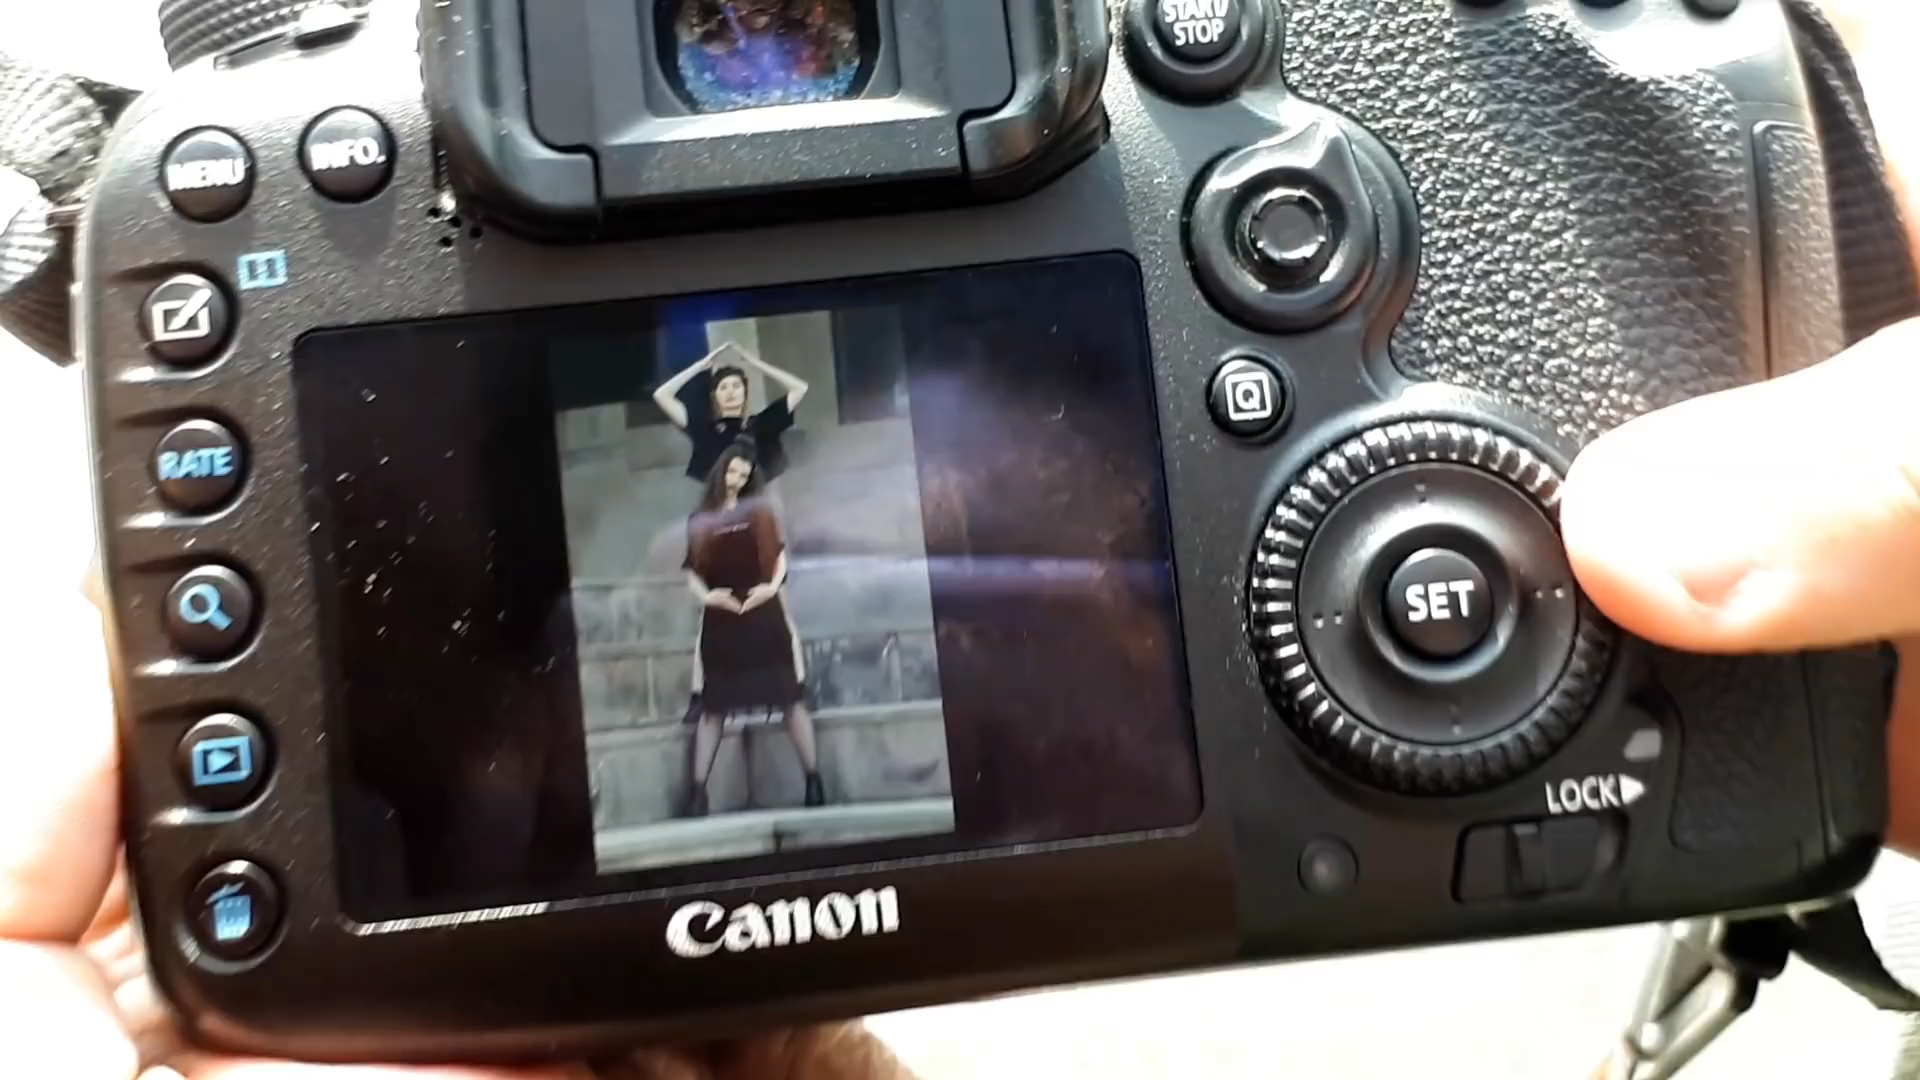 START/
STOP
MENU
INFO.
RATE
Q
SET
LOCK
Canon